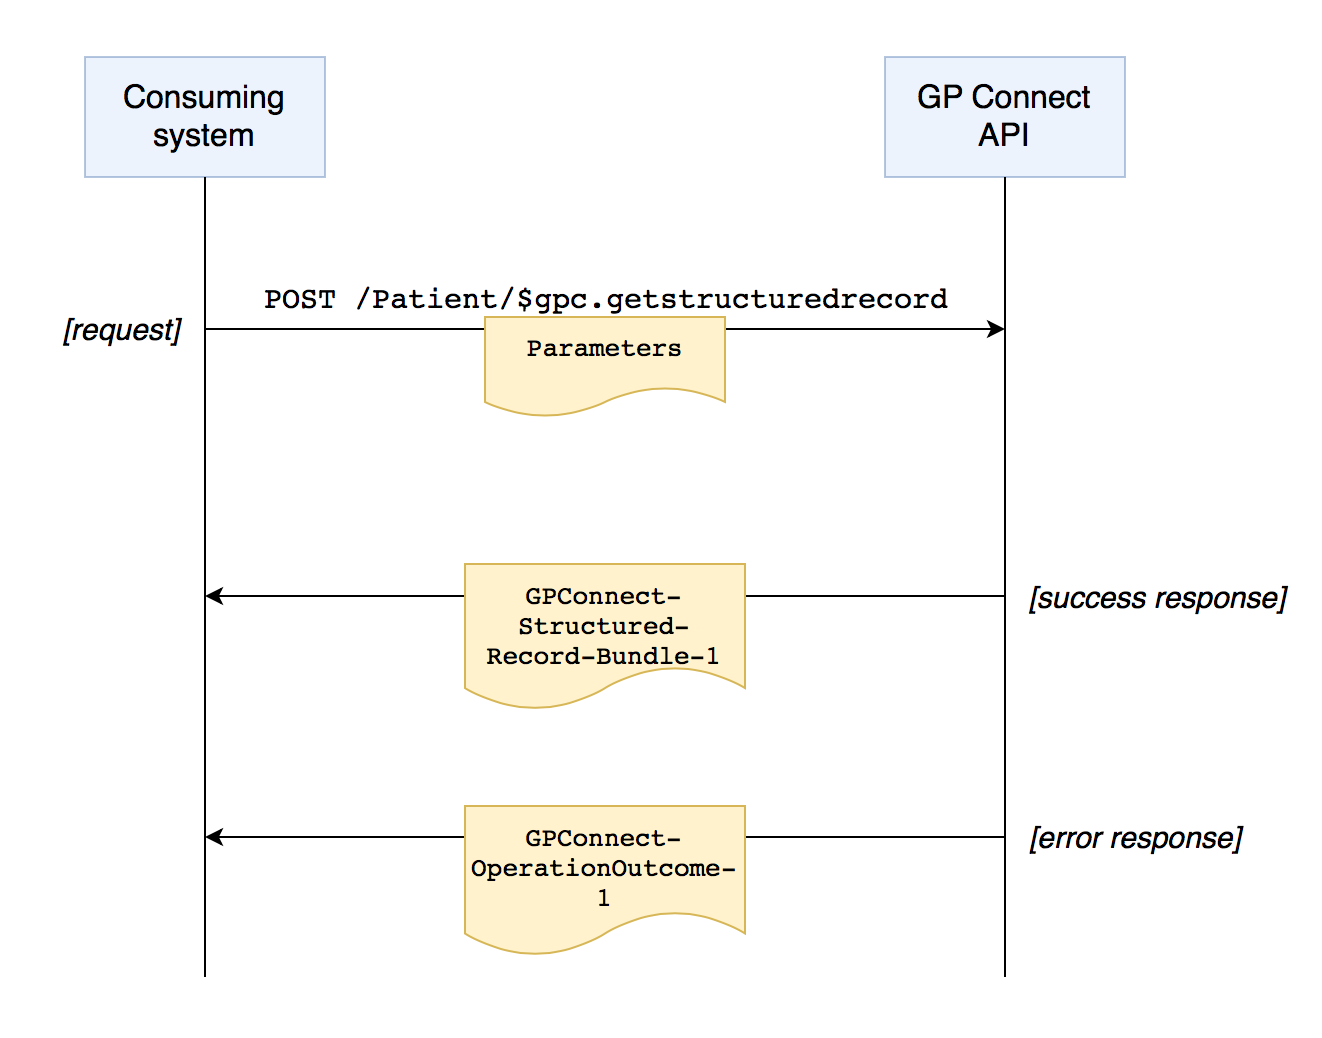 Consuming
system
GP Connect
API
POST /Patient/$gpc.getstructuredrecord
[request]
Parameters
GPConnect-
Structured-
Record-Bundle-1
[success response]
GPConnect-
OperationOutcome-
1
[error response]